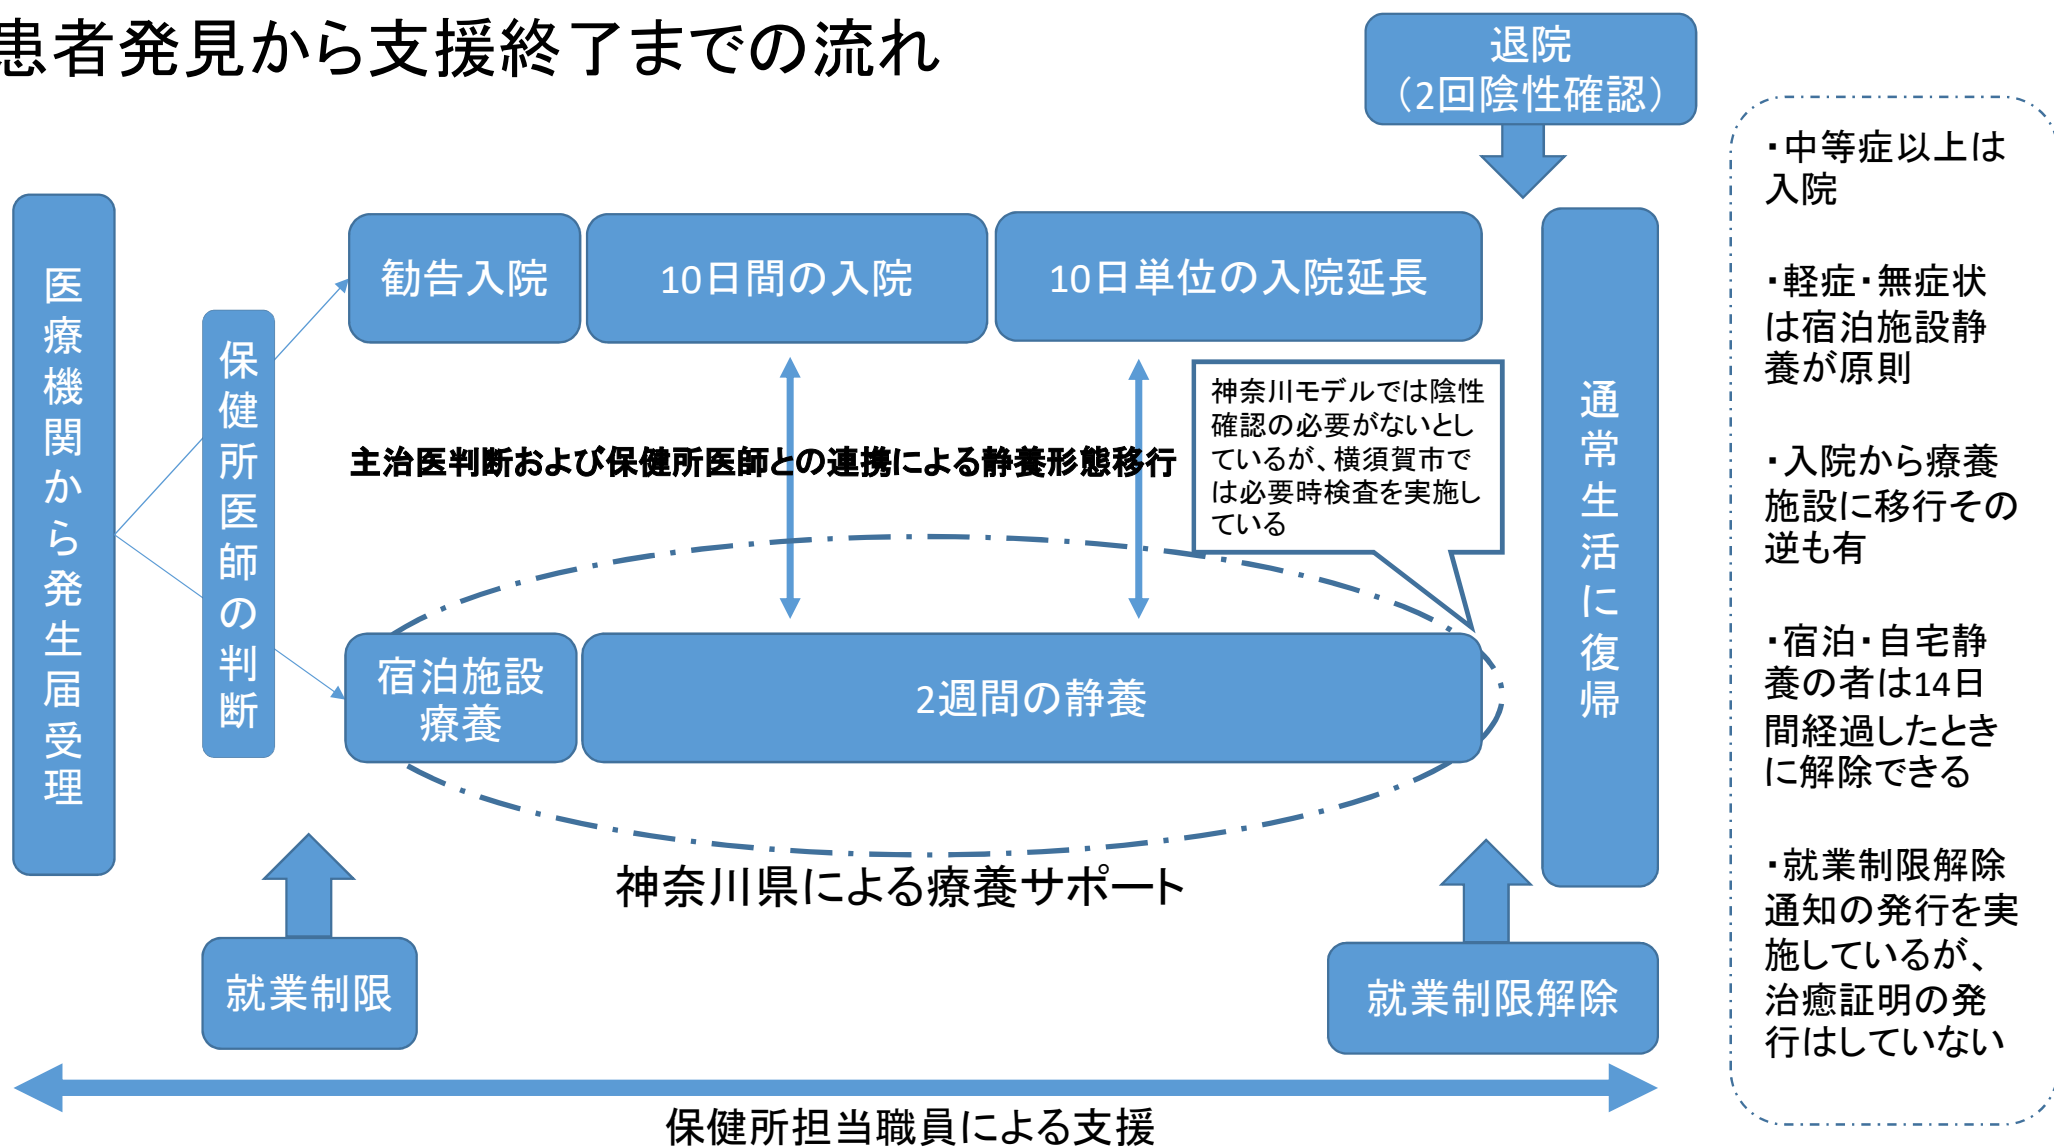 患者発見から支援終了までの流れ
退院
（2回陰性確認）
医療機関から発生届受理
保健所医師の判断
勧告入院
10日間の入院
10日単位の入院延長
主治医判断および保健所医師との連携による静養形態移行
神奈川モデルでは陰性
確認の必要がないとし
ているが、横須賀市で
は必要時検査を実施し
ている
宿泊施設
療養
2週間の静養
通常生活に復帰
神奈川県による療養サポート
就業制限
就業制限解除
保健所担当職員による支援
・中等症以上は
入院
・軽症・無症状
は宿泊施設静
養が原則
・入院から療養
施設に移行その
逆も有
・宿泊・自宅静
養の者は14日
間経過したとき
に解除できる
・就業制限解除
通知の発行を実
施しているが、
治癒証明の発
行はしていない